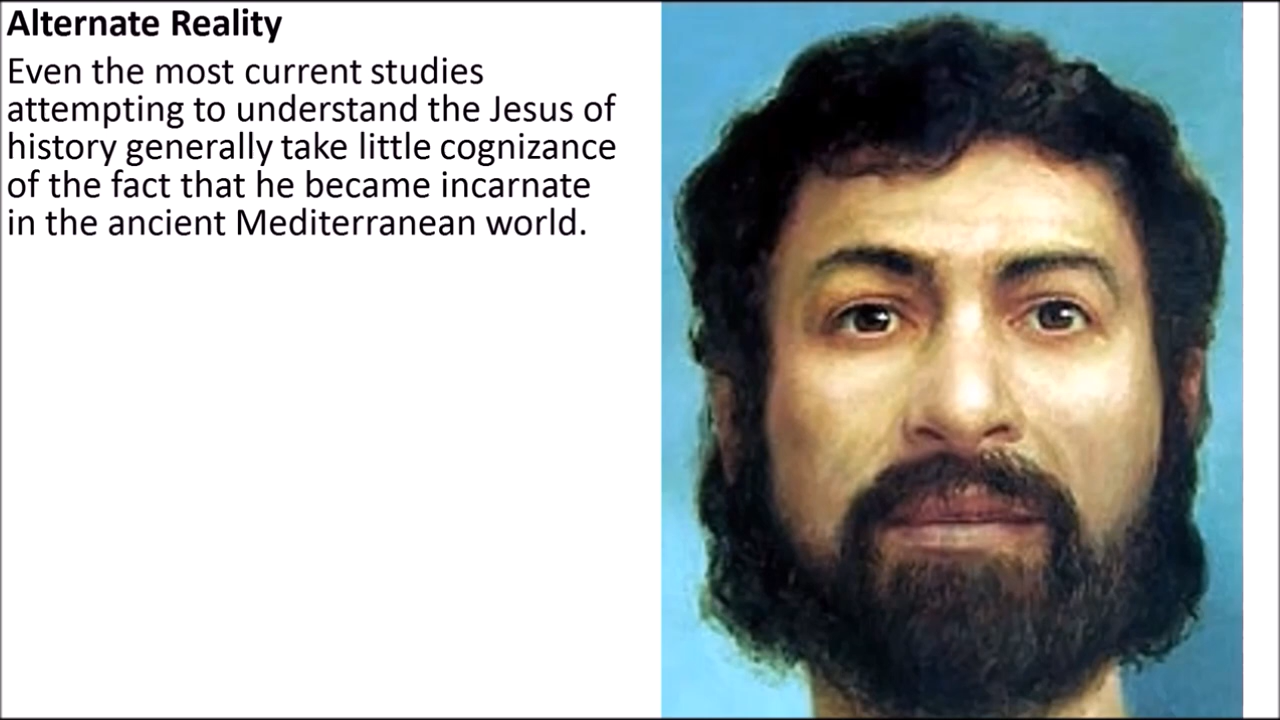 Alternate Reality
Even the most current studies
attempting to understand the Jesus of
history generally take little cognizance
of the fact that he became incarnate
in the ancient Mediterranean world.